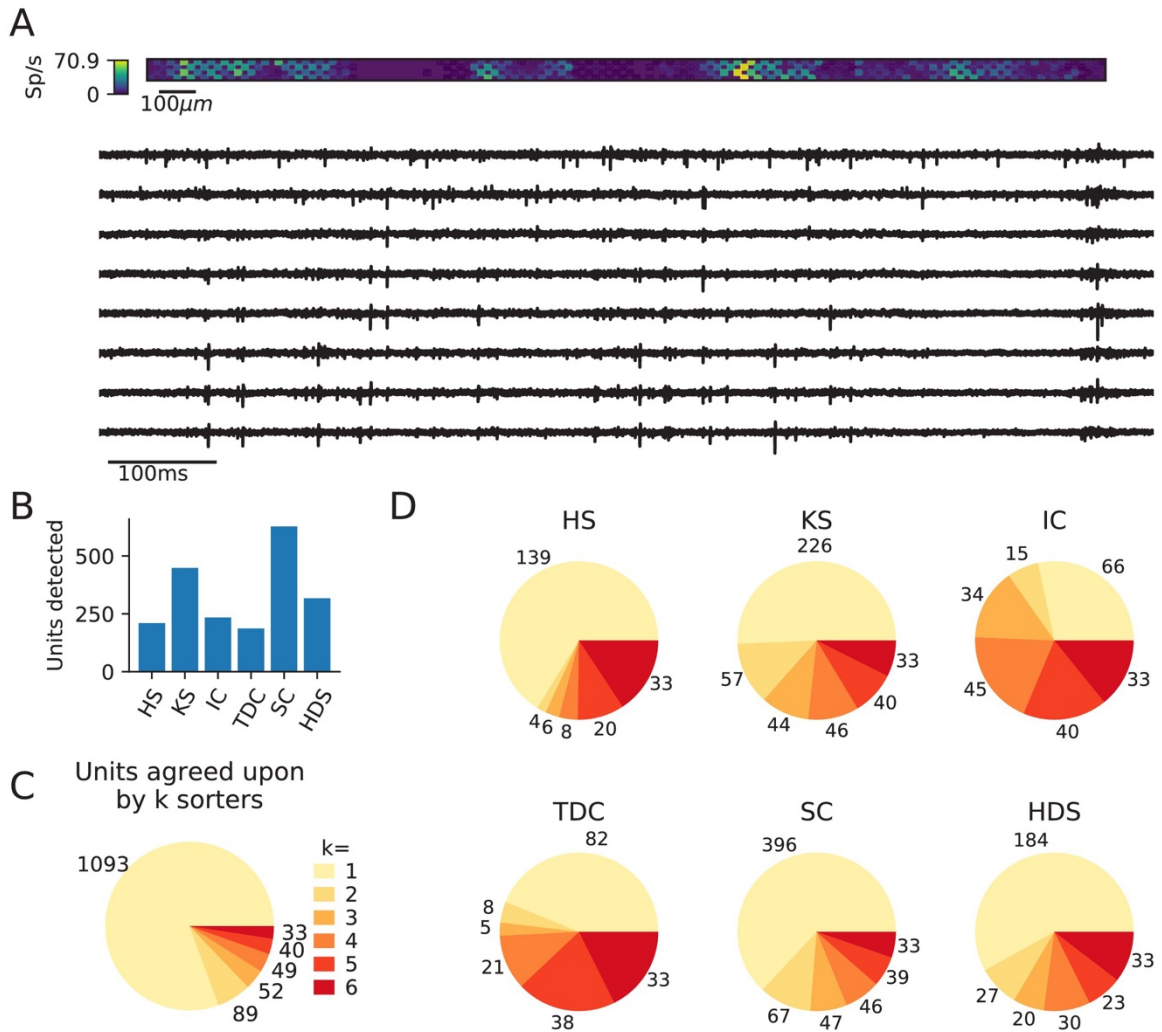 A
Sp/s
70.9
0
100μm
100ms
B
Units detected
500
250
0
HS
KS
IC
TDC
SC
HDS
C
Units agreed upon
by k sorters
1093
33
40
49
52
89
k=
1
2
3
4
5
6
D
HS
139
4
6
8
20
33
KS
226
57
44
46
40
33
IC
15
66
34
45
40
33
TDC
82
8
5
21
38
33
SC
396
67
47
46
39
33
HDS
184
27
20
30
23
33